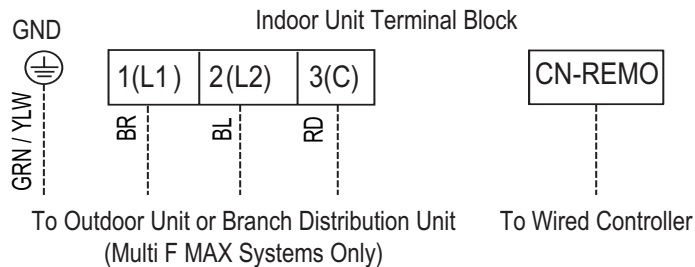 Indoor Unit Terminal Block
GND
1(L1)
2(L2)
3(C)
CN-REMO
GRN / YLW
BR
BL
RD
To Outdoor Unit or Branch Distribution Unit
(Multi F MAX Systems Only)
To Wired Controller